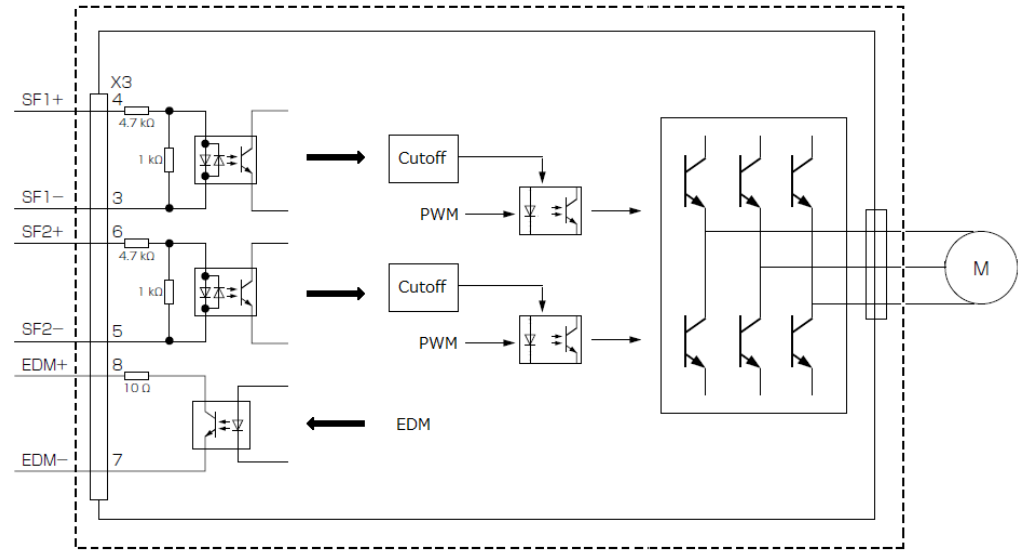 X3
SF1+
4
4.7 kΩ
1 kΩ
Cutoff
SF1−
3
PWM
SF2+
6
4.7 kΩ
M
1 kΩ
Cutoff
SF2−
5
PWM
EDM+
8
10 Ω
EDM
EDM−
7